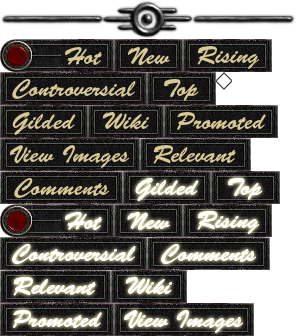 Hot New Rising
Controversial Top
Gilded Wiki Promoted
View Images Relevant
Comments Gilded Top
Hot New Rising
Controversial Comments
Relevant Wiki
Promoted View Images